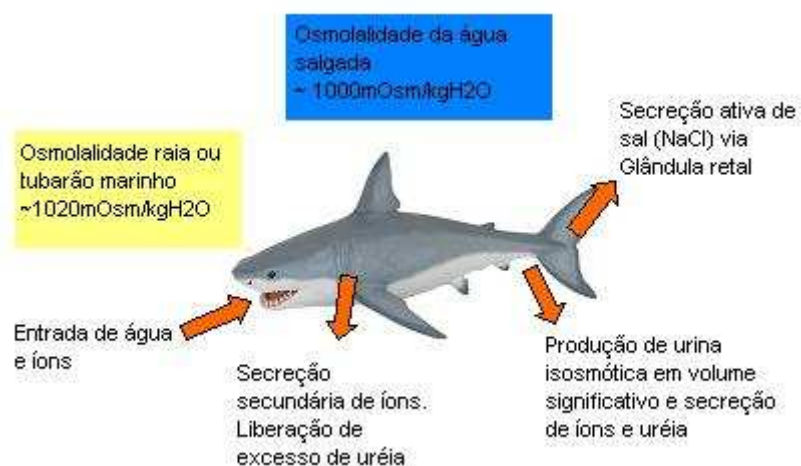 Osmolalidade da água
salgada
~ 1000mOsm/kgH2O
Secreção ativa de
sal (NaCl) via
Glândula retal
Osmolalidade raia ou
tubarão marinho
~1020mOsm/kgH2O
Entrada de água
e íons
Secreção
secundária de íons.
Liberação de
excesso de uréia
Produção de urina
isosmótica em volume
significativo e secreção
de íons e uréia